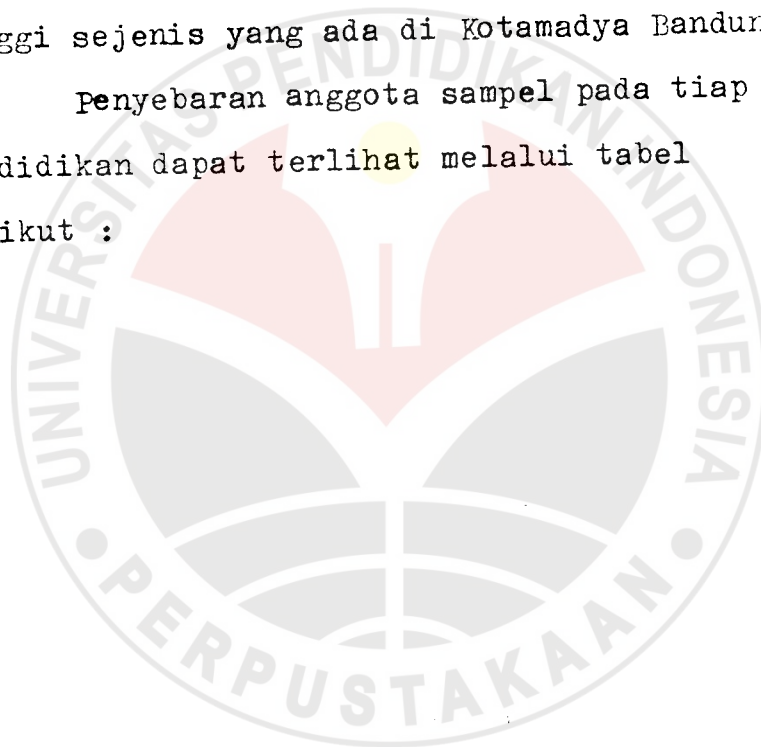 ggi sejenis yang ada di Kotamadya Bandun
Penyebaran anggota sampel pada tiap
didikan dapat terlihat melalui tabel
ikut :
UNIVERSITAS PENDIDIKAN INDONESIA
PERPUSTAKAAN